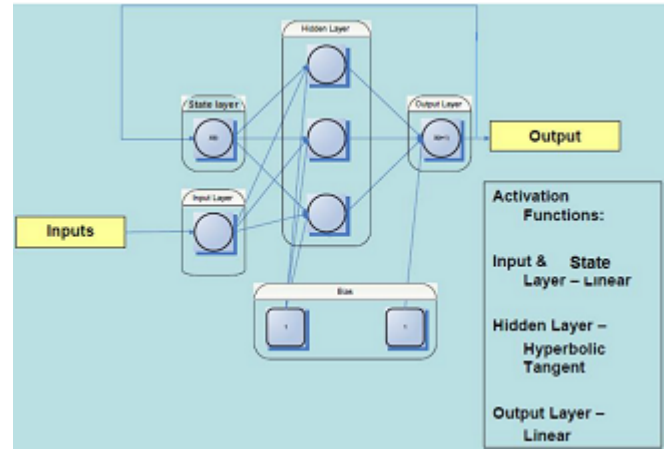 Hidden Layer
State layer
Output Layer
Output
Input Layer
Inputs
Bias
1
1
Activation
Functions:
Input & State
Layer – Linear
Hidden Layer –
Hyperbolic
Tangent
Output Layer –
Linear